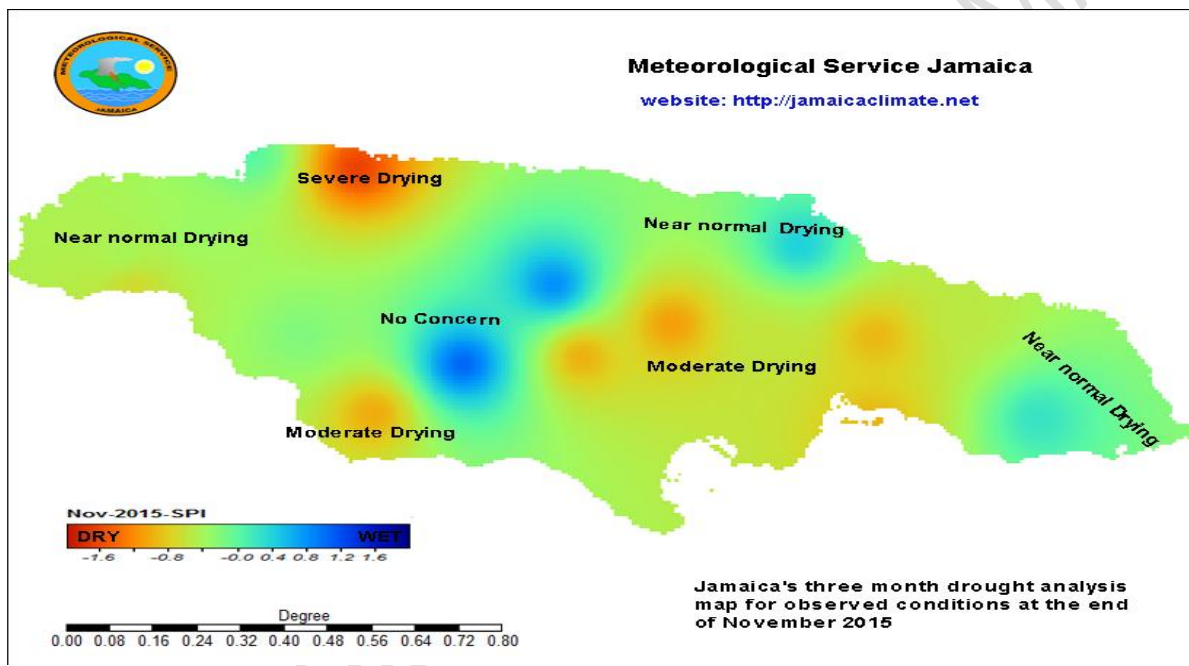 METEOROLOGICAL SERVICE
JAMAICA
Meteorological Service Jamaica
website: http://jamaicaclimate.net
Severe Drying
Near normal Drying
Near normal Drying
No Concern
Moderate Drying
Near normal Drying
Moderate Drying
Nov-2015-SPI
DRY WET
-1.6 -0.8 -0.0 0.4 0.8 1.2 1.6
Degree
0.00 0.08 0.16 0.24 0.32 0.40 0.48 0.56 0.64 0.72 0.80
Jamaica's three month drought analysis
map for observed conditions at the end
of November 2015